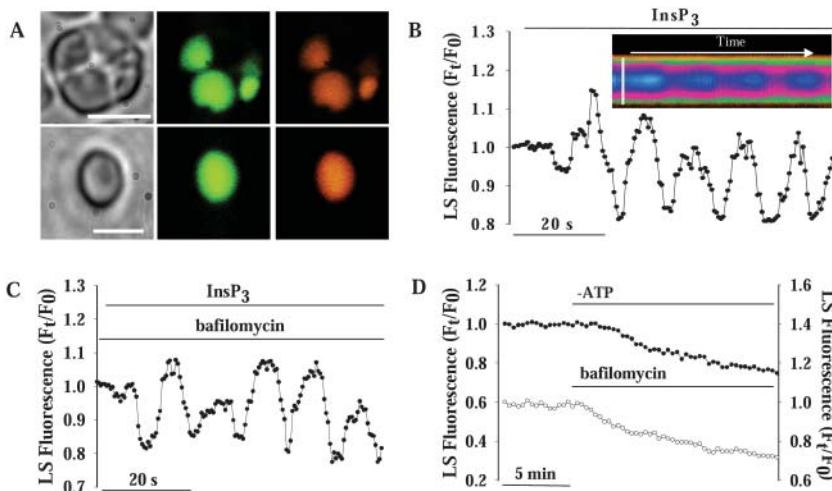 A
B
InsP3
LS Fluorescence (Ft/F0)
1.3
1.2
1.1
1.0
0.9
0.8
Time
20 s
C
InsP3
bafilomycin
LS Fluorescence (Ft/F0)
1.3
1.2
1.1
1.0
0.9
0.8
0.7
20 s
D
-ATP
bafilomycin
LS Fluorescence (Ft/F0)
1.2
1.0
0.8
0.6
0.4
0.2
5 min
1.6
1.4
1.2
1.0
0.8
0.6
LS Fluorescence (Ft/F0)